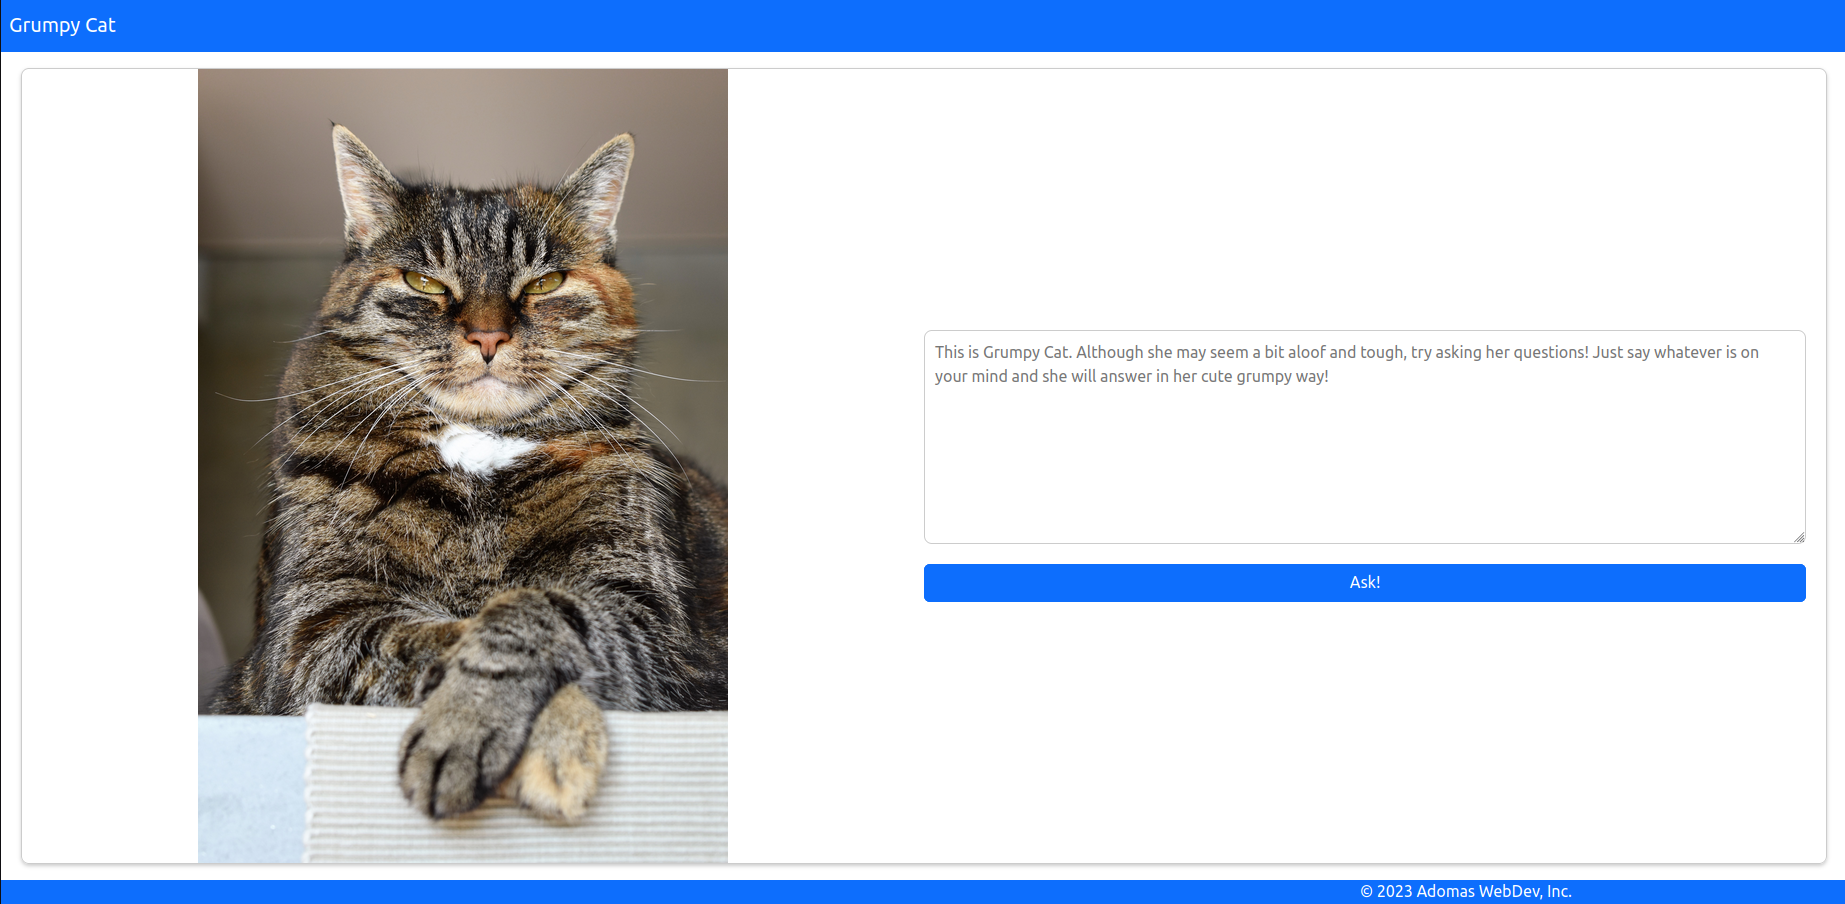 Grumpy Cat
This is Grumpy Cat. Although she may seem a bit aloof and tough, try asking her questions! Just say whatever is on
your mind and she will answer in her cute grumpy way!
Ask!
© 2023 Adomas WebDev, Inc.